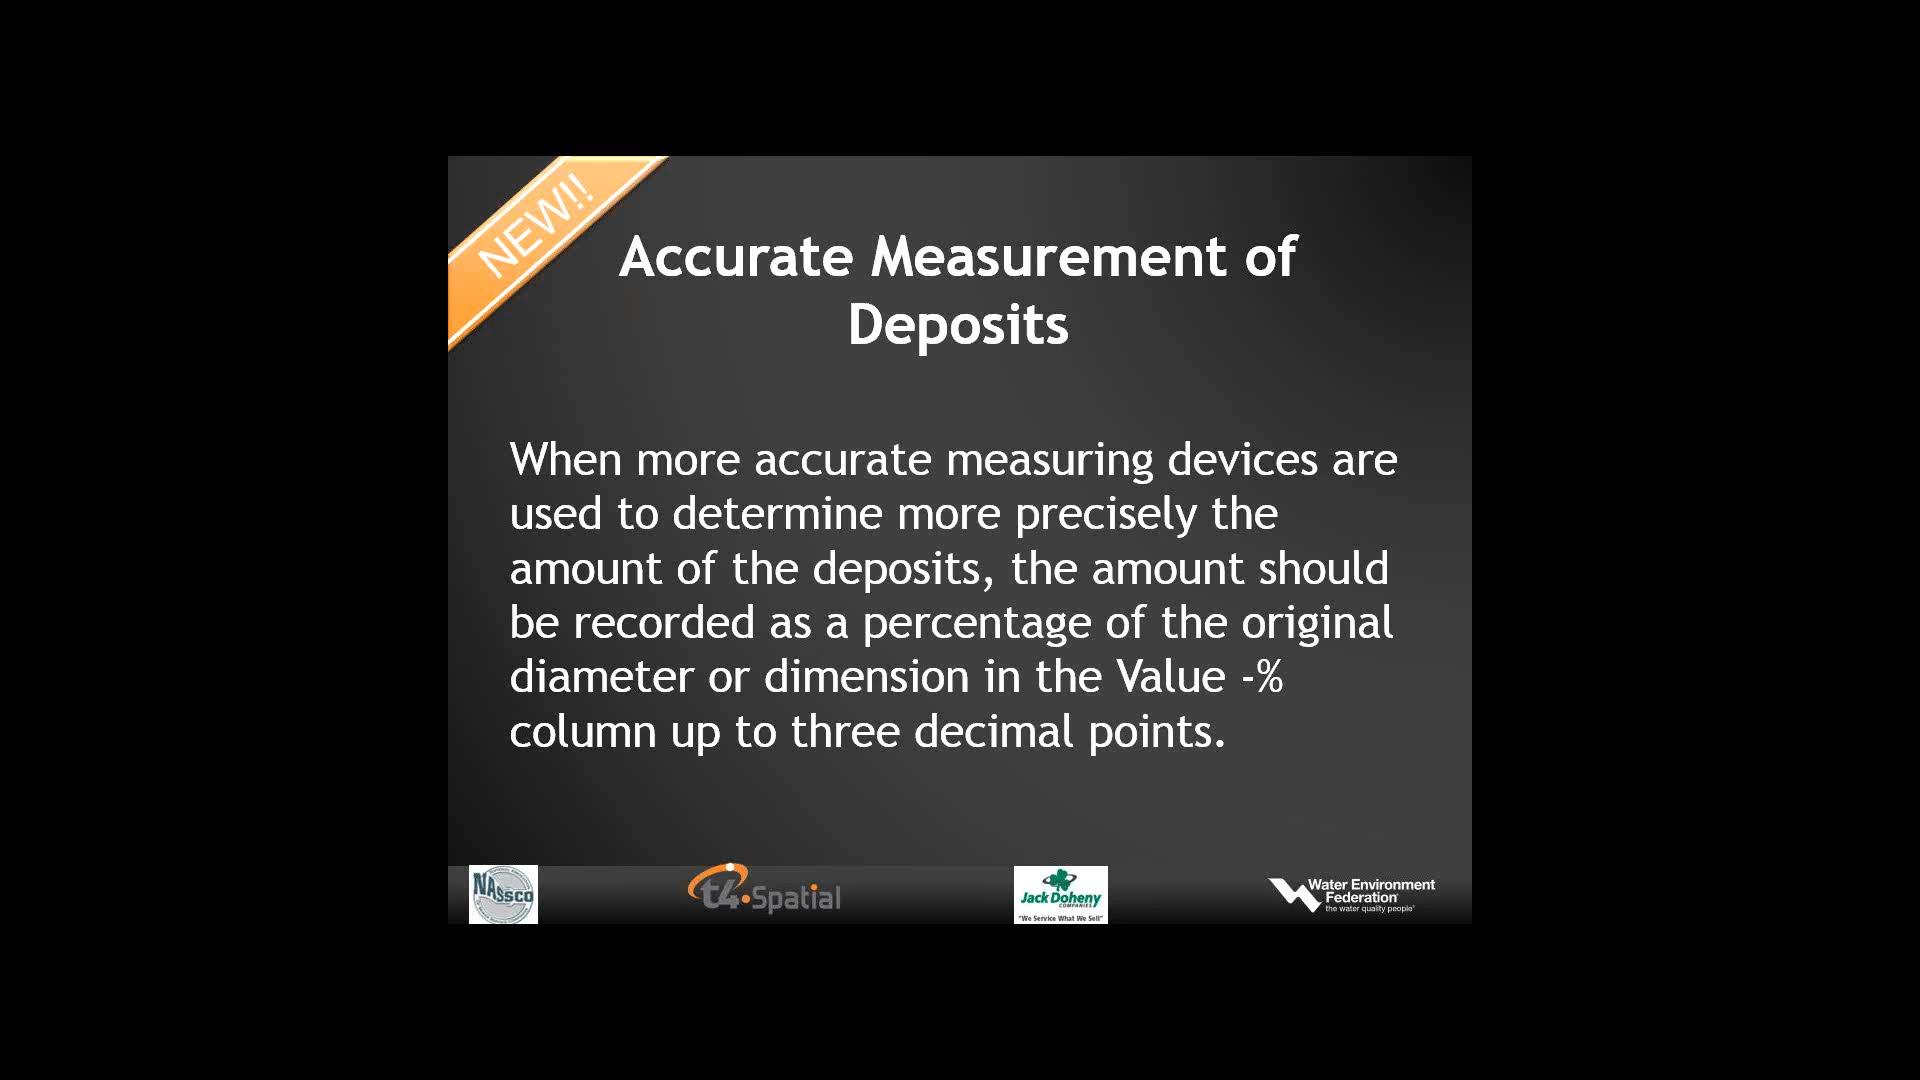 NEW!!
Accurate Measurement of
Deposits
When more accurate measuring devices are
used to determine more precisely the
amount of the deposits, the amount should
be recorded as a percentage of the original
diameter or dimension in the Value -%
column up to three decimal points.
NASSCO
t4.Spatial
Jack Doheny
COMPANIES
"We Service What We Sell"
Water Environment
Federation
the water quality people